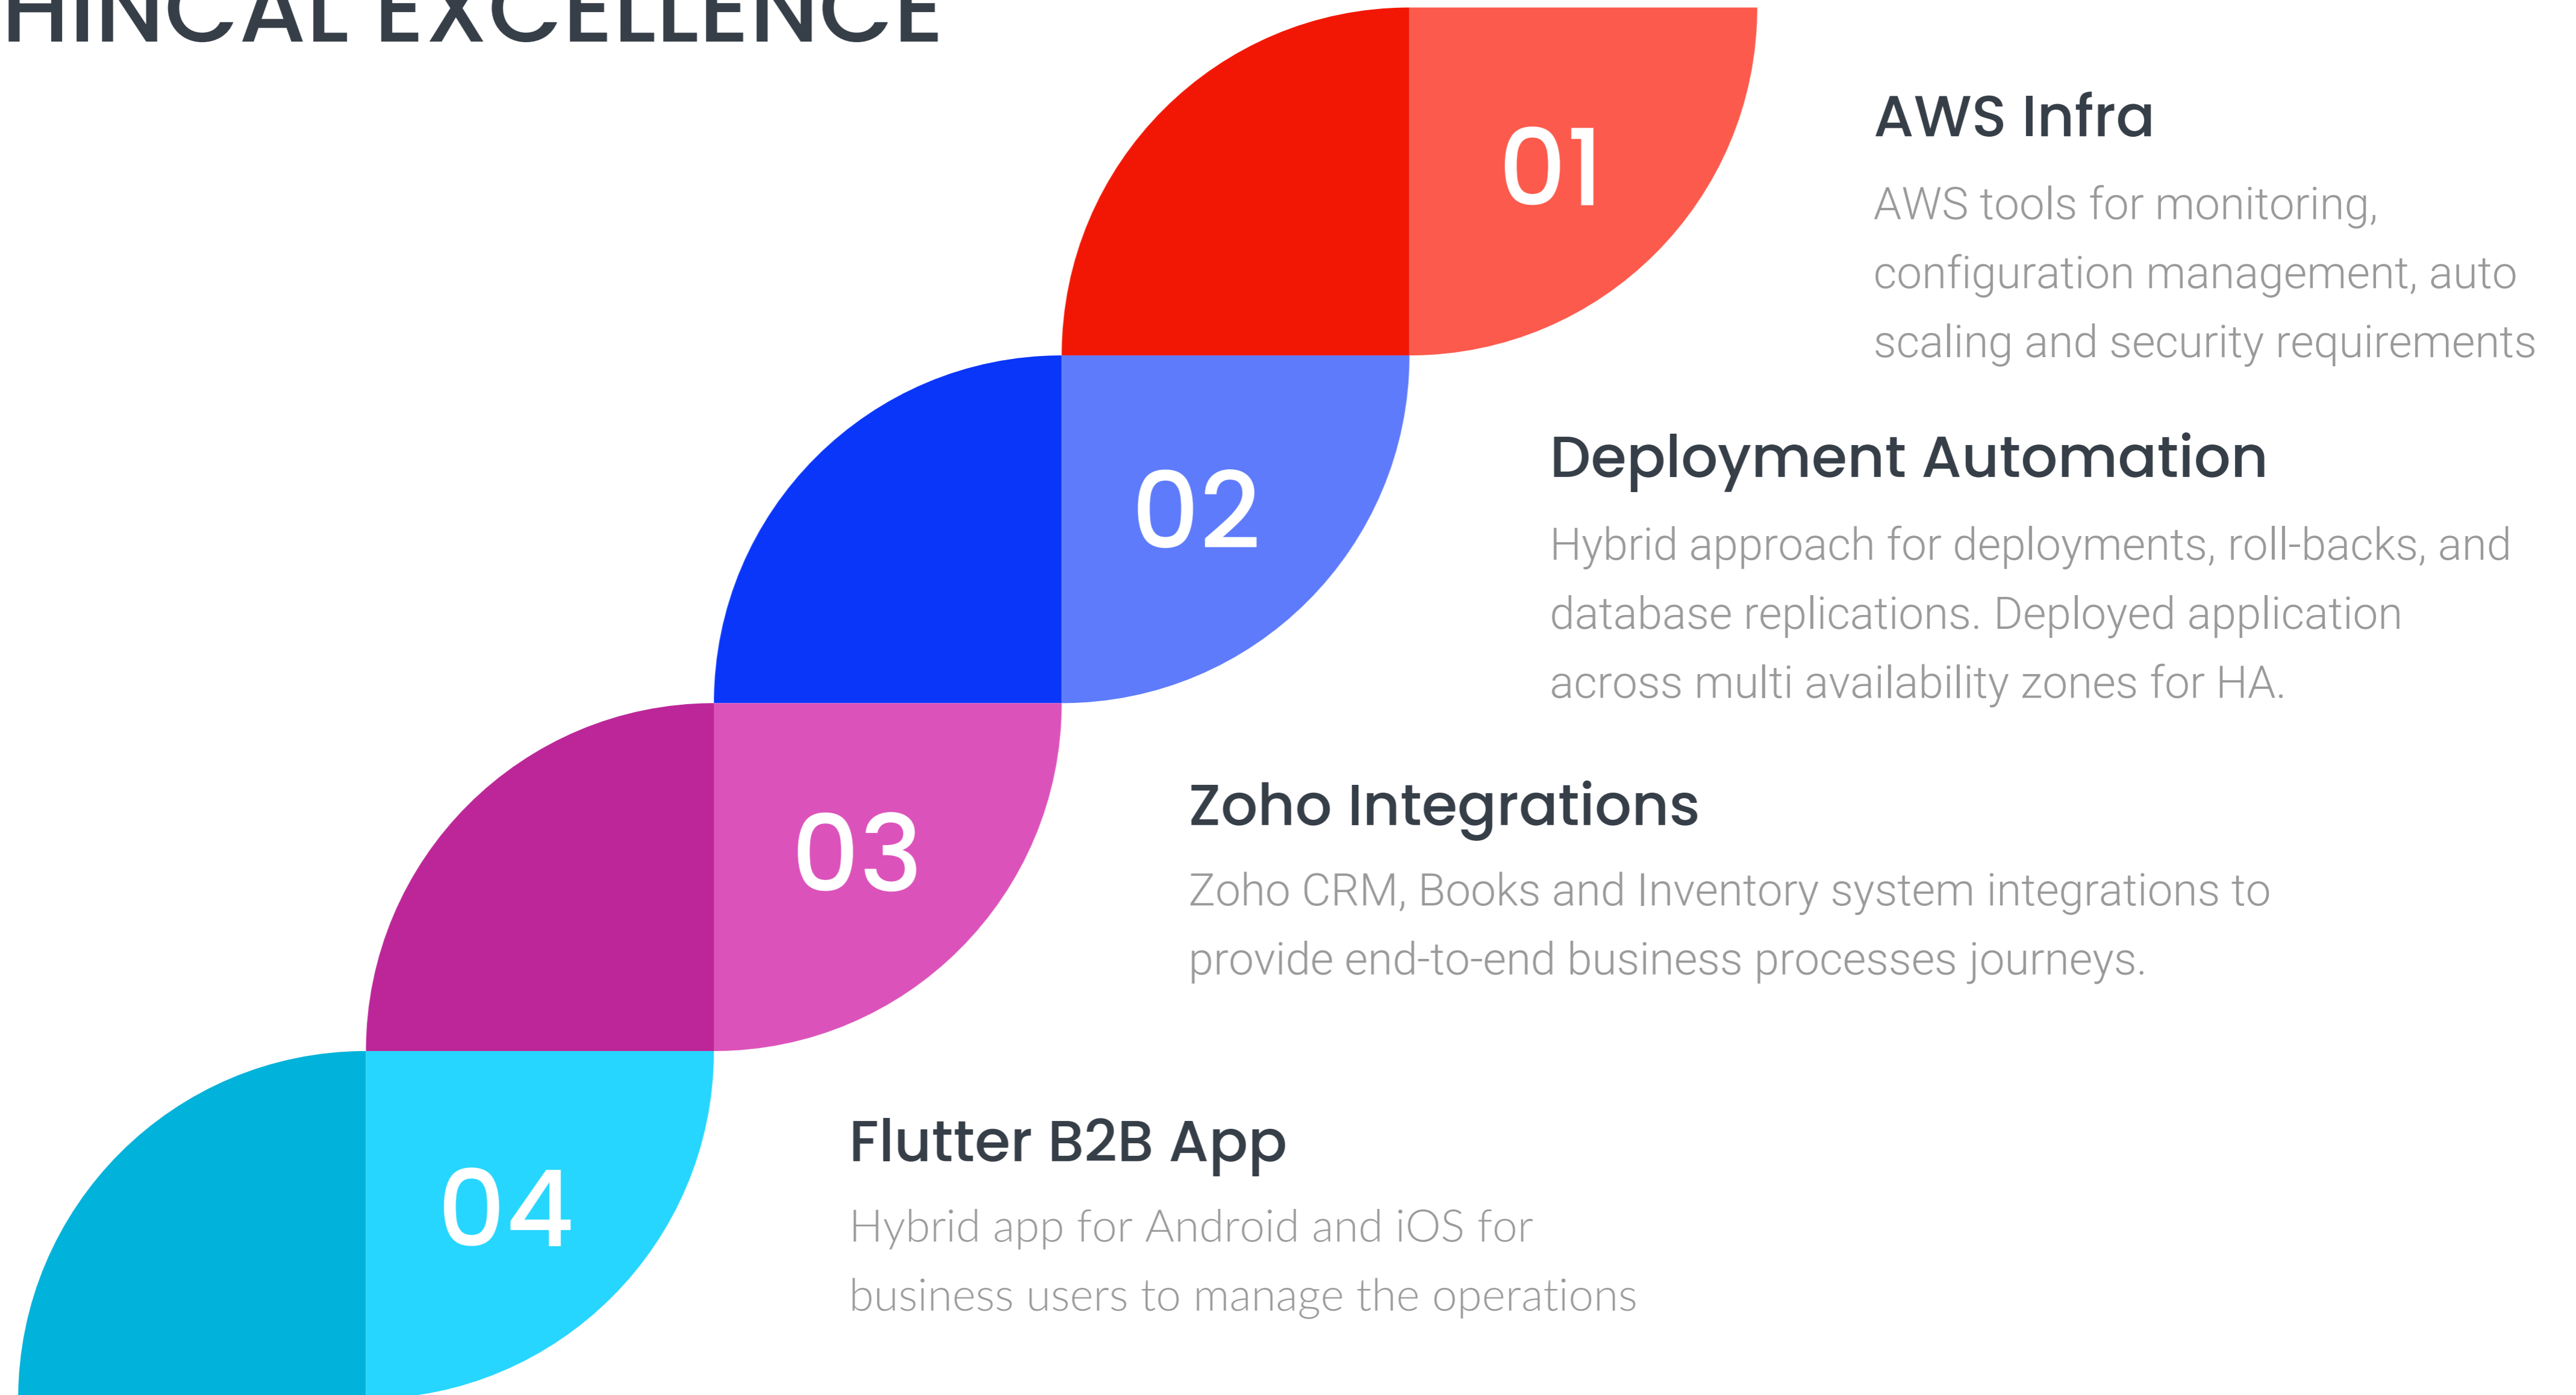 HINCAL EXCELLENCE
01
AWS Infra
AWS tools for monitoring,
configuration management, auto
scaling and security requirements
02
Deployment Automation
Hybrid approach for deployments, roll-backs, and
database replications. Deployed application
across multi availability zones for HA.
03
Zoho Integrations
Zoho CRM, Books and Inventory system integrations to
provide end-to-end business processes journeys.
04
Flutter B2B App
Hybrid app for Android and iOS for
business users to manage the operations